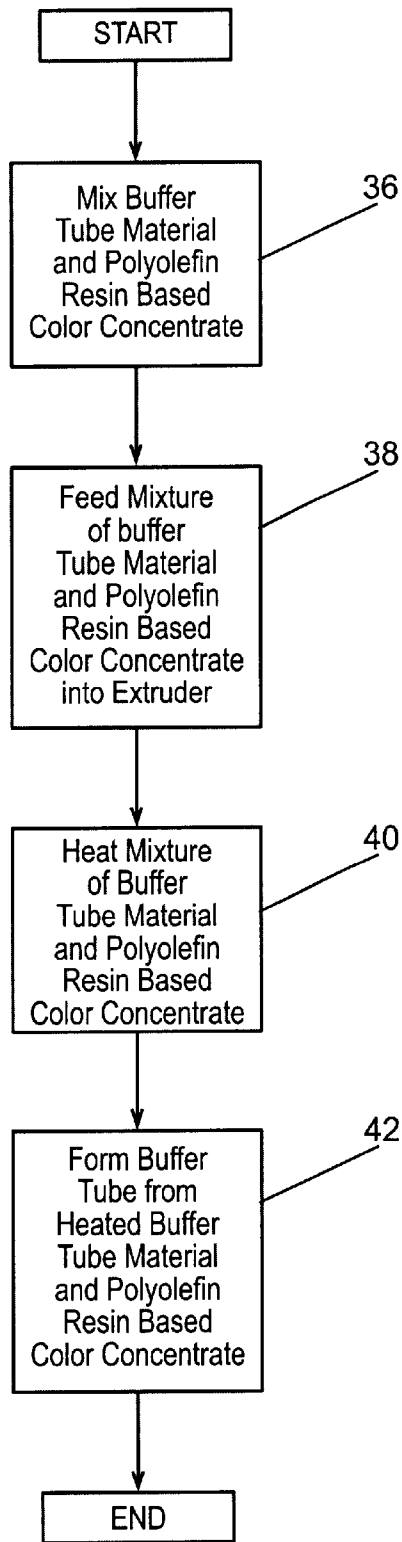 START
Mix Buffer
Tube Material
and Polyolefin
Resin Based
Color Concentrate
36
Feed Mixture
of buffer
Tube Material
and Polyolefin
Resin Based
Color Concentrate
into Extruder
38
Heat Mixture
of Buffer
Tube Material
and Polyolefin
Resin Based
Color Concentrate
40
Form Buffer
Tube from
Heated Buffer
Tube Material
and Polyolefin
Resin Based
Color Concentrate
42
END